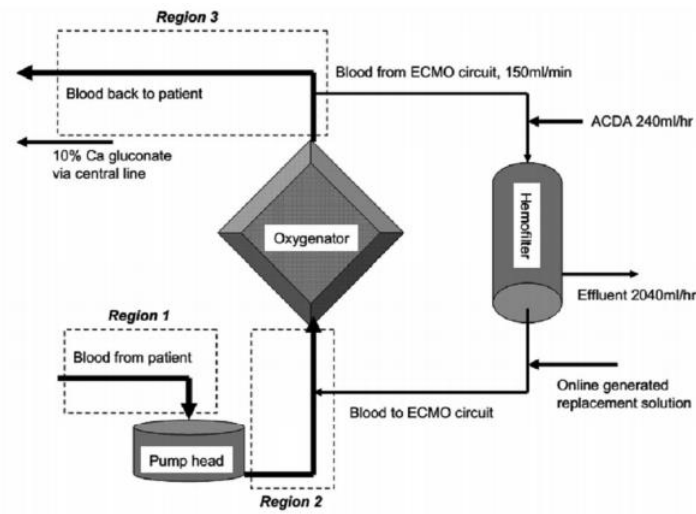 Region 3
Blood from ECMO circuit, 150ml/min
Blood back to patient
ACDA 240ml/hr
10% Ca gluconate
via central line
Hemofilter
Oxygenator
Effluent 2040ml/hr
Region 1
Blood from patient
Online generated
replacement solution
Blood to ECMO circuit
Pump head
Region 2